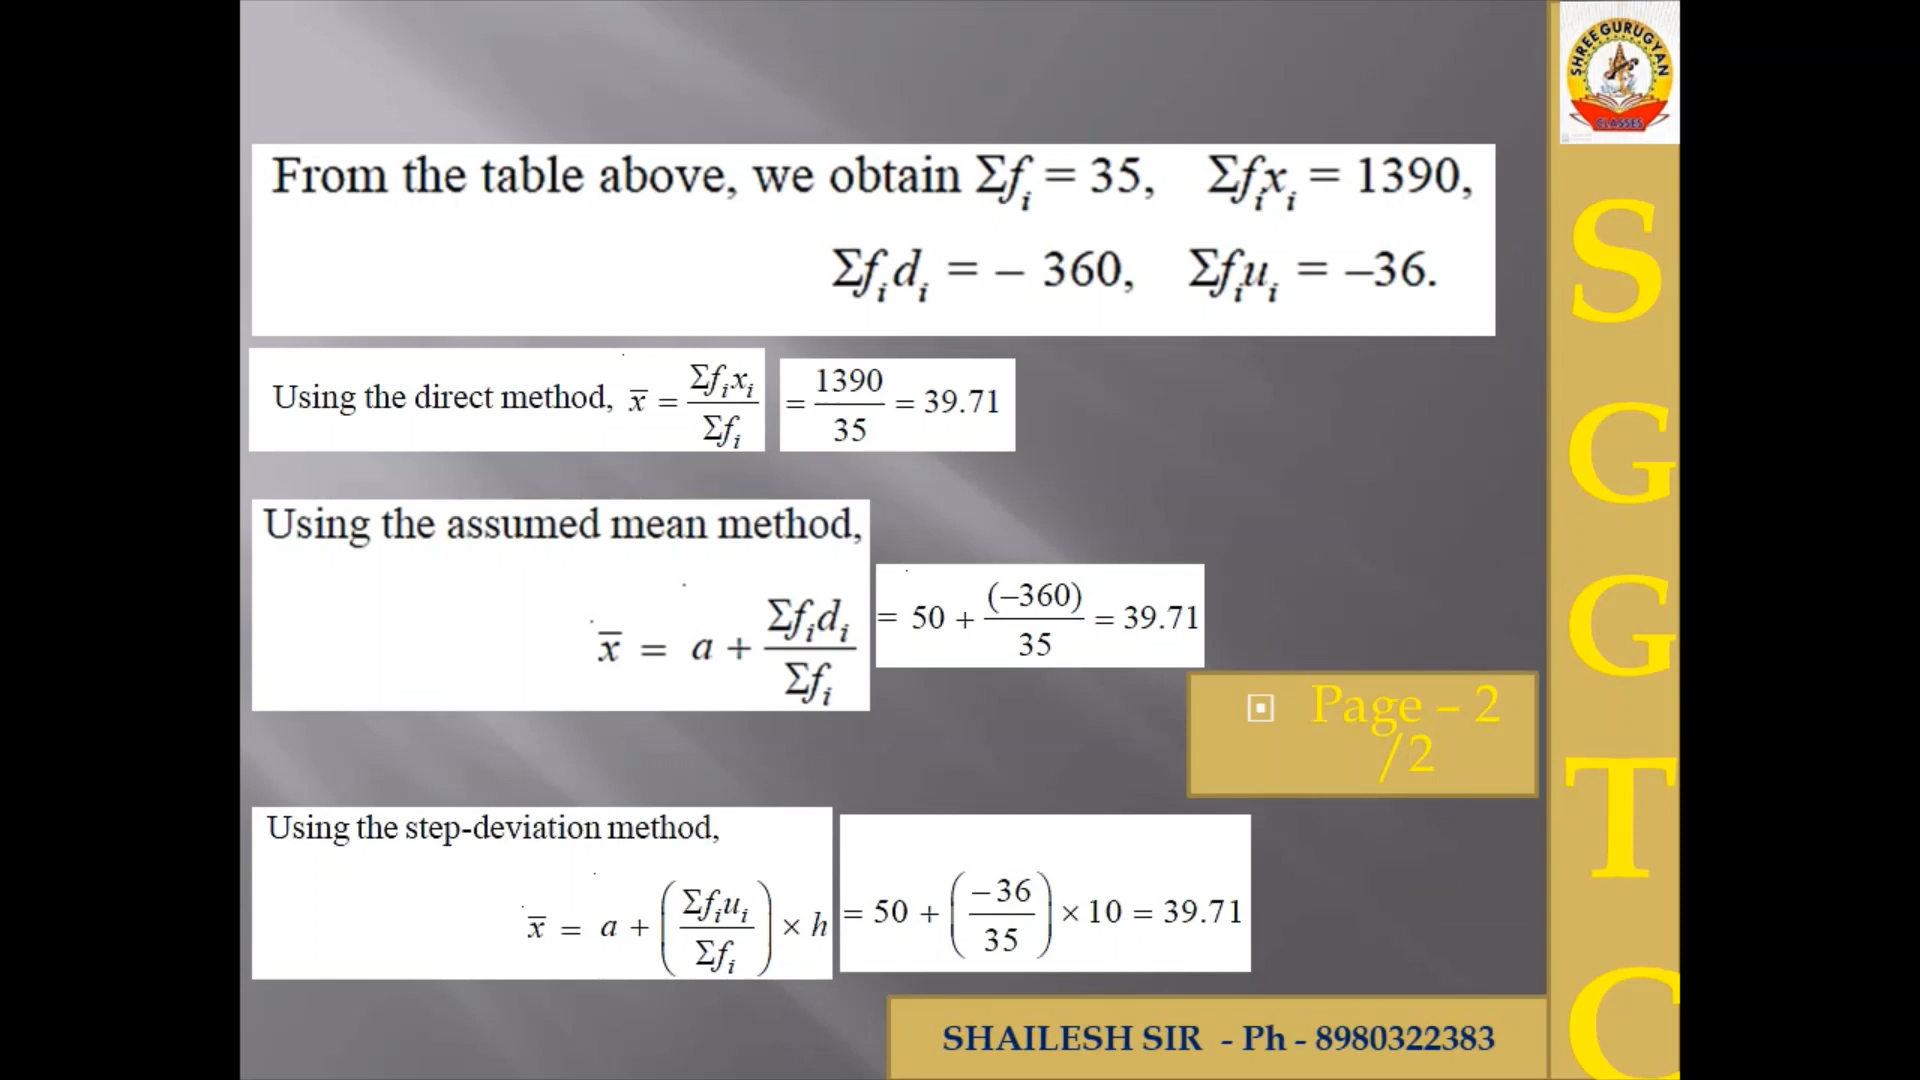 From the table above, we obtain Σfᵢ = 35, Σfᵢxᵢ = 1390,
Σfᵢdᵢ = – 360, Σfᵢuᵢ = –36.
Using the direct method, x̄ = Σfᵢxᵢ / Σfᵢ = 1390 / 35 = 39.71
Using the assumed mean method,
x̄ = a + Σfᵢdᵢ / Σfᵢ = 50 + (–360) / 35 = 39.71
Page – 2
/2
Using the step-deviation method,
x̄ = a + (Σfᵢuᵢ / Σfᵢ) × h = 50 + (–36 / 35) × 10 = 39.71
SHAILESH SIR - Ph - 8980322383
SHREE GURUGYAN
CLASSES
S
G
G
T
C